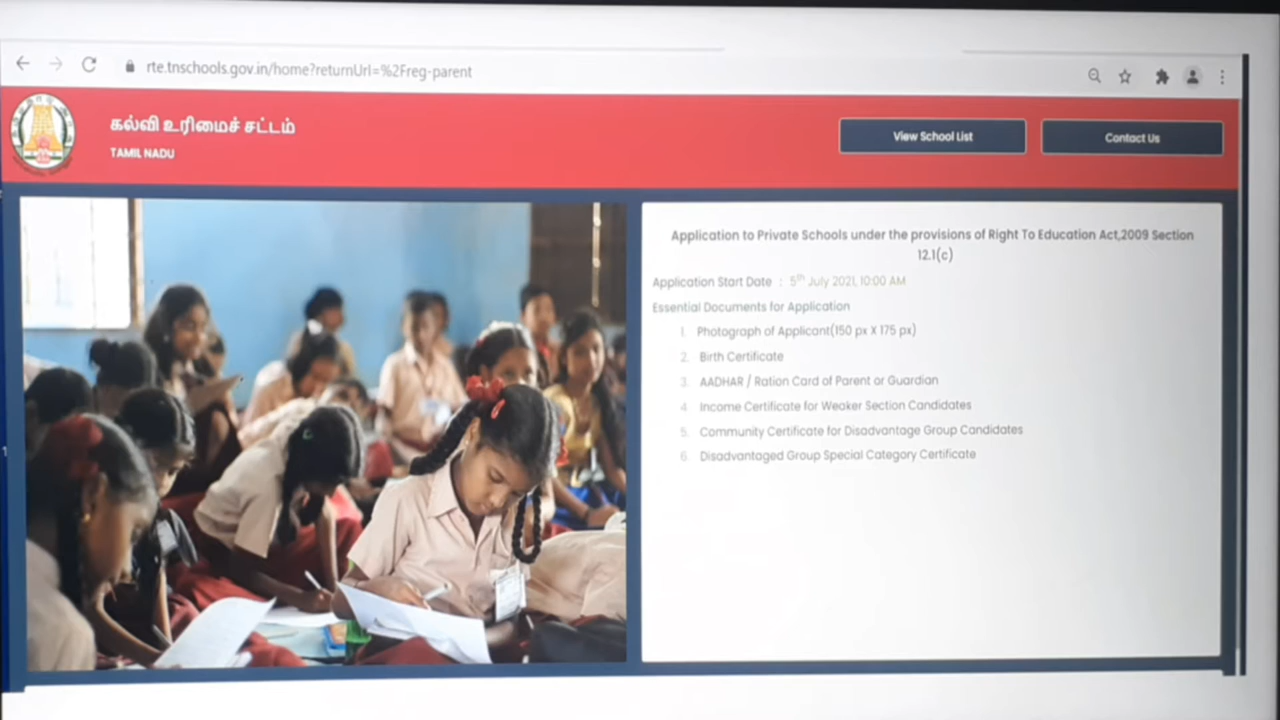 rte.tnschools.gov.in/home?returnUrl=%2Freg-parent
கல்வி உரிமைச் சட்டம்
TAMIL NADU
View School List
Contact Us
Application to Private Schools under the provisions of Right To Education Act,2009 Section
12.1(c)
Application Start Date : 5th July 2021, 10:00 AM
Essential Documents for Application
1. Photograph of Applicant(150 px X 175 px)
2. Birth Certificate
3. AADHAR / Ration Card of Parent or Guardian
4. Income Certificate for Weaker Section Candidates
5. Community Certificate for Disadvantage Group Candidates
6. Disadvantaged Group Special Category Certificate